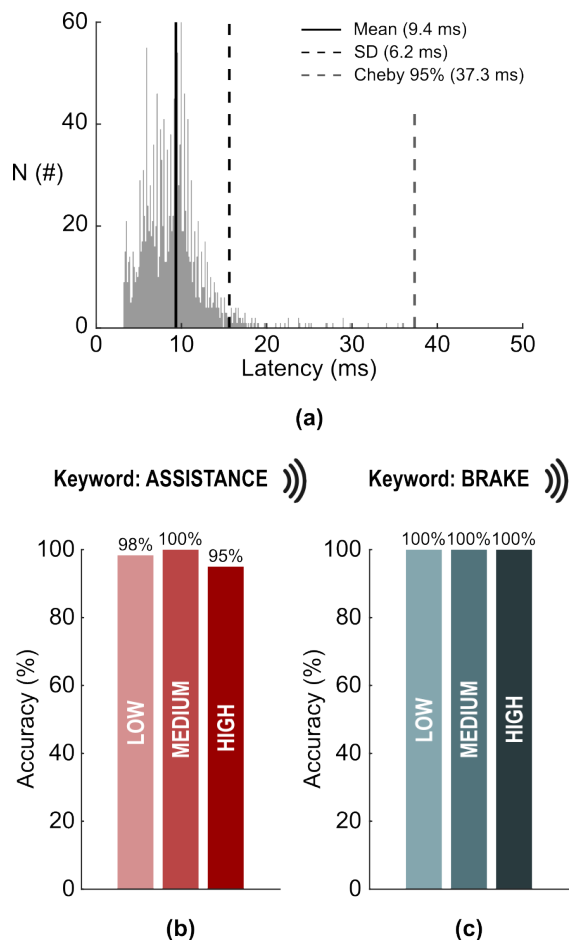 60
40
20
0
N (#)
Mean (9.4 ms)
SD (6.2 ms)
Cheby 95% (37.3 ms)
0 10 20 30 40 50
Latency (ms)
(a)
Keyword: ASSISTANCE
98% 100% 95%
100
80
60
40
20
0
Accuracy (%)
LOW MEDIUM HIGH
(b)
Keyword: BRAKE
100% 100% 100%
100
80
60
40
20
0
Accuracy (%)
LOW MEDIUM HIGH
(c)